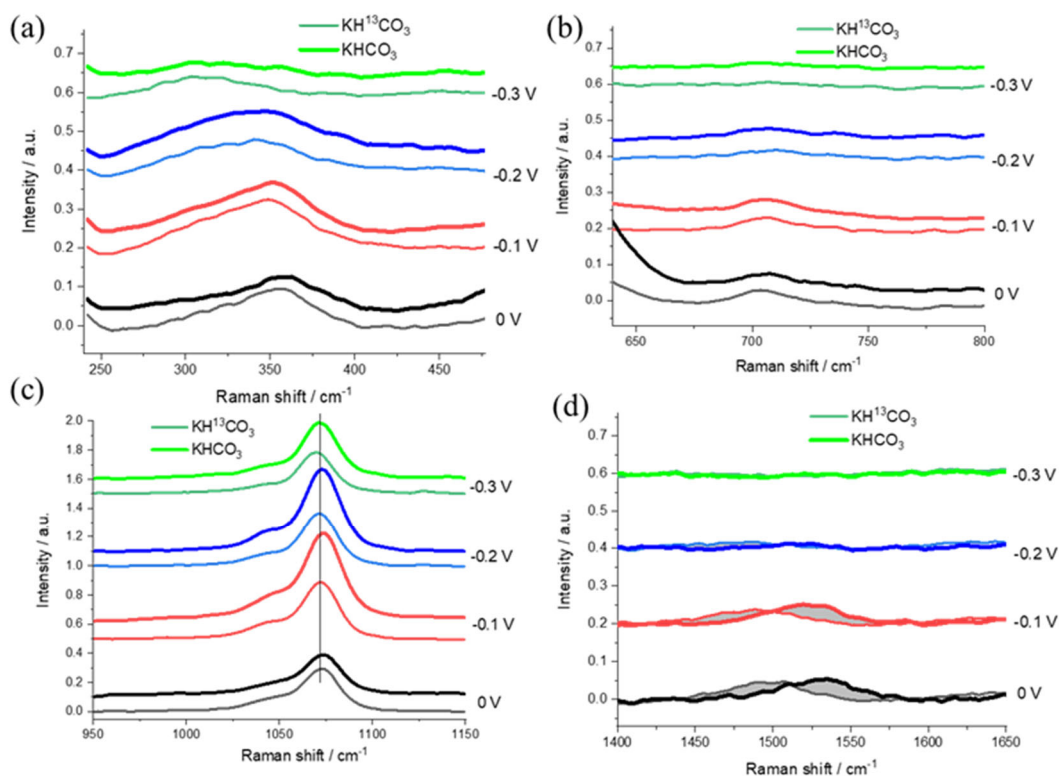 (a)
KH¹³CO₃
KHCO₃
0.7
0.6
0.5
0.4
0.3
0.2
0.1
0.0
Intensity / a.u.
-0.3 V
-0.2 V
-0.1 V
0 V
250 300 350 400 450
Raman shift / cm⁻¹
(b)
KH¹³CO₃
KHCO₃
0.7
0.6
0.5
0.4
0.3
0.2
0.1
0.0
Intensity / a.u.
-0.3 V
-0.2 V
-0.1 V
0 V
650 700 750 800
Raman shift / cm⁻¹
(c)
KH¹³CO₃
KHCO₃
2.0
1.8
1.6
1.4
1.2
1.0
0.8
0.6
0.4
0.2
0.0
Intensity / a.u.
-0.3 V
-0.2 V
-0.1 V
0 V
950 1000 1050 1100 1150
Raman shift / cm⁻¹
(d)
KH¹³CO₃
KHCO₃
0.7
0.6
0.5
0.4
0.3
0.2
0.1
0.0
Intensity / a.u.
-0.3 V
-0.2 V
-0.1 V
0 V
1400 1450 1500 1550 1600 1650
Raman shift / cm⁻¹